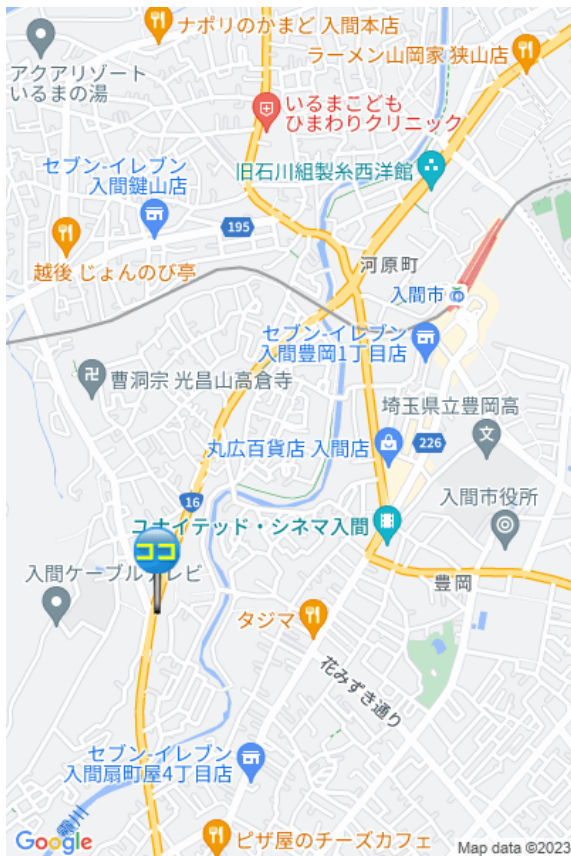 ナポリのかまど 入間本店
ラーメン山岡家 狭山店
アクアリゾート
いるまの湯
いるまこども
ひまわりクリニック
セブン-イレブン
入間鍵山店
旧石川組製糸西洋館
195
越後 じょんのび亭
河原町
入間市
セブン-イレブン
入間豊岡1丁目店
曹洞宗 光昌山高倉寺
埼玉県立豊岡高
丸広百貨店 入間店
226
16
入間市役所
ユナイテッド・シネマ入間
ココ
入間ケーブルテレビ
豊岡
タジマ
花みずき通り
セブン-イレブン
入間扇町屋4丁目店
Google
ピザ屋のチーズカフェ
Map data ©2023